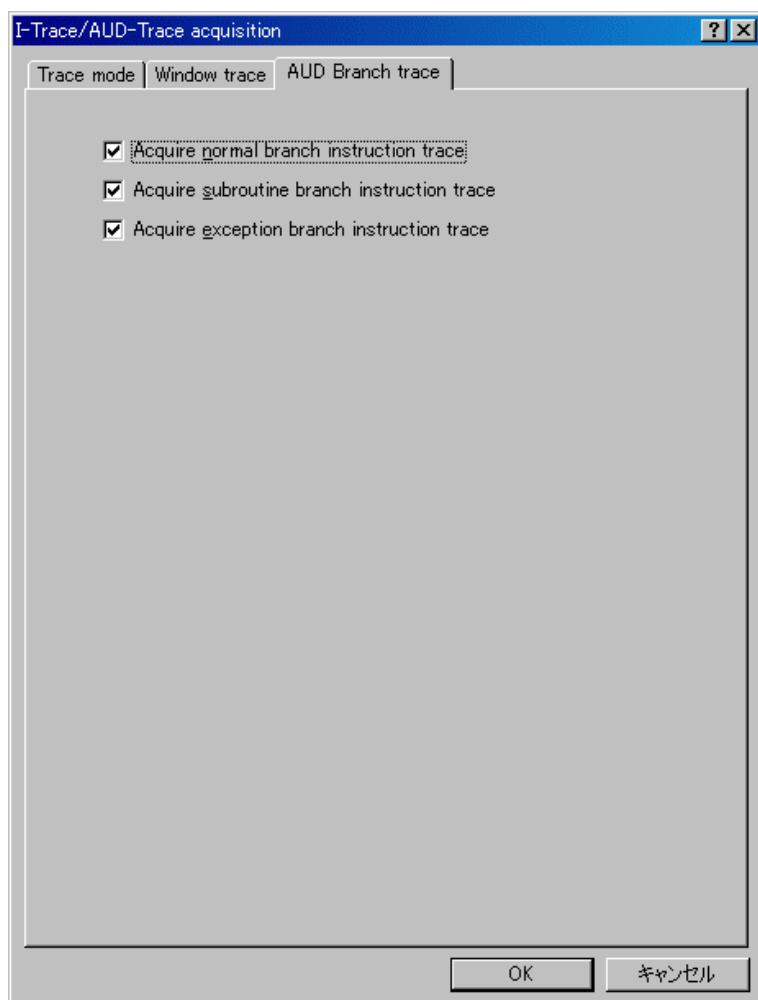 I-Trace/AUD-Trace acquisition
Trace mode Window trace AUD Branch trace
Acquire normal branch instruction trace
Acquire subroutine branch instruction trace
Acquire exception branch instruction trace
OK キャンセル